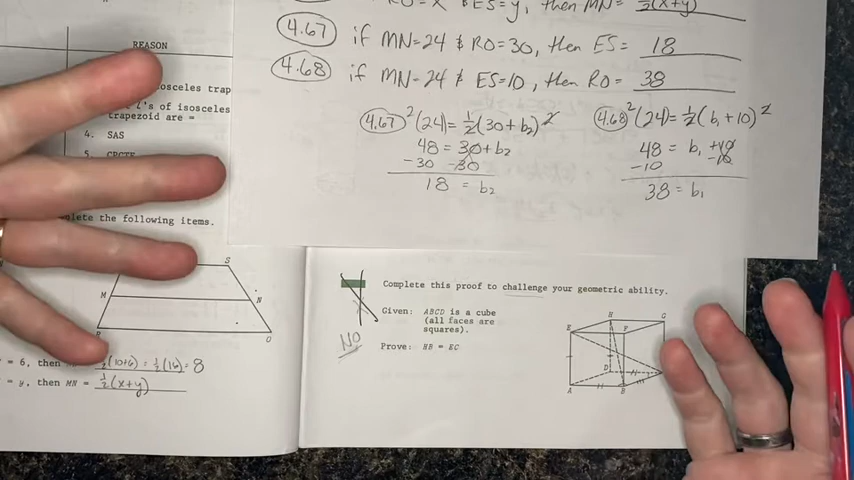 RO=x & ES=y, then MN= ½(x+y)
4.67 if MN=24 & RO=30, then ES= 18
4.68 if MN-24 & ES=10, then RO= 38
4.67 2(24)=½(30+b₂)2
48=30+b₂
-30 -30
18 = b₂
4.68 2(24)=½(b₁+10)2
48 = b₁+10
-10 -10
38=b₁
REASON
isosceles trap
of isosceles
trapezoid are =
4. SAS
5. CPCTC
the following items.
S
M N
O
= 6, then ½(10+6)=½(16)=8
= y, then MN = ½(x+y)
Complete this proof to challenge your geometric ability.
Given: ABCD is a cube
(all faces are
squares).
NO
Prove: HB = EC
H G
E F
D
A B